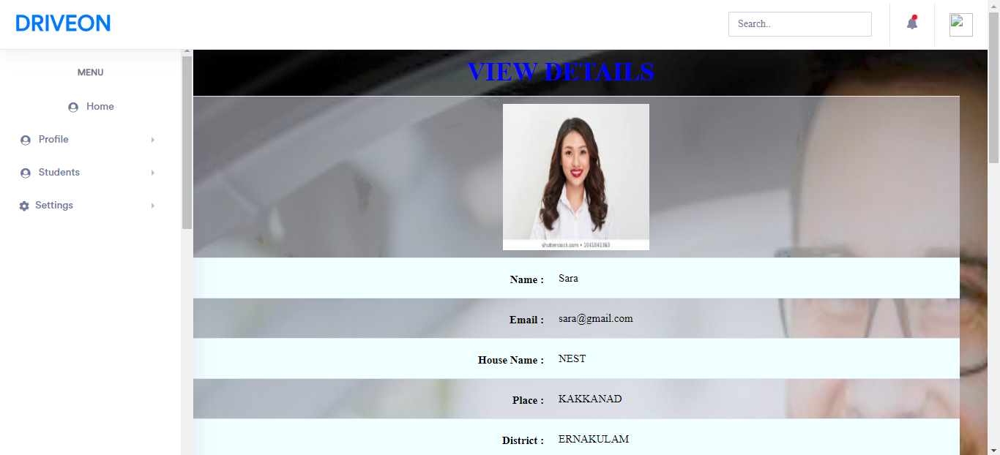 DRIVEON
Search..
MENU
Home
Profile
Students
Settings
VIEW DETAILS
shutterstock.com • 1041041363
Name : Sara
Email : sara@gmail.com
House Name : NEST
Place : KAKKANAD
District : ERNAKULAM